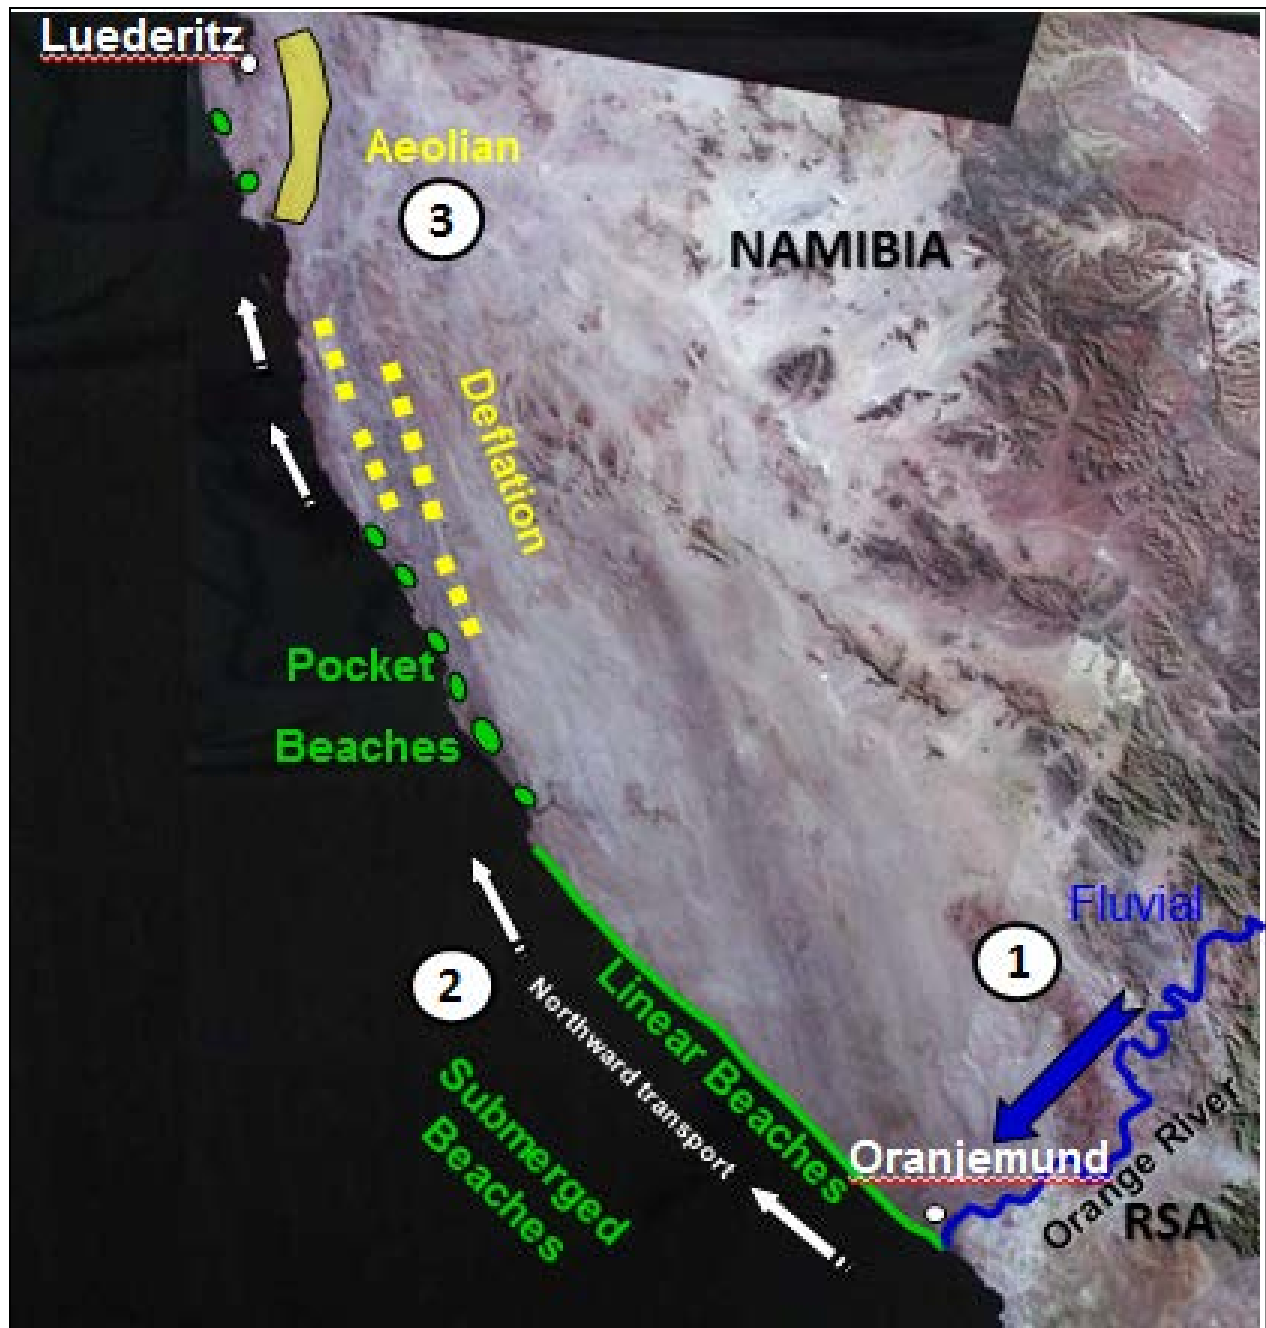 Luederitz
Aeolian
3
NAMIBIA
Deflation
Pocket
Beaches
Fluvial
1
2
Northward transport
Linear Beaches
Submerged
Beaches
Oranjemund
Orange River
RSA